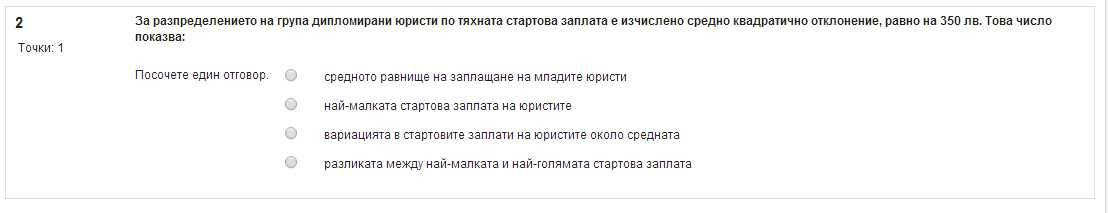 2
Точки: 1
За разпределението на група дипломирани юристи по тяхната стартова заплата е изчислено средно квадратично отклонение, равно на 350 лв. Това число
показва:
Посочете един отговор.
средното равнище на заплащане на младите юристи
най-малката стартова заплата на юристите
вариацията в стартовите заплати на юристите около средната
разликата между най-малката и най-голямата стартова заплата